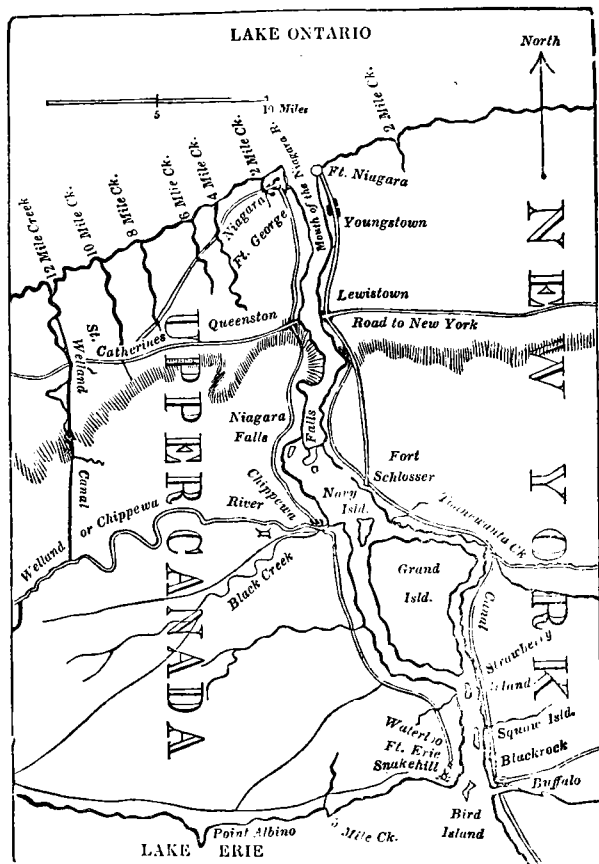 LAKE ONTARIO
North
5
10 Miles
2 Mile Ck.
12 Mile Creek
10 Mile Ck.
8 Mile Ck.
6 Mile Ck.
4 Mile Ck.
2 Mile Ck.
Mouth of the Niagara R.
Ft. Niagara
Niagara
Ft. George
Youngstown
Lewistown
Queenston
Road to New York
St.
Catherines
Welland
Canal
UPPER CANADA
NEW YORK
Niagara
Falls
Falls
Fort
Schlosser
Chippewa
Navy
Isld.
River
Welland or Chippewa
Tonnewanta Ck
Black Creek
Grand
Isld.
Canal
Strawberry
Island
Squaw Isld.
Waterloo
Ft. Erie
Snakehill
Blackrock
Buffalo
Bird
Island
Point Albino
Mile Ck.
LAKE ERIE